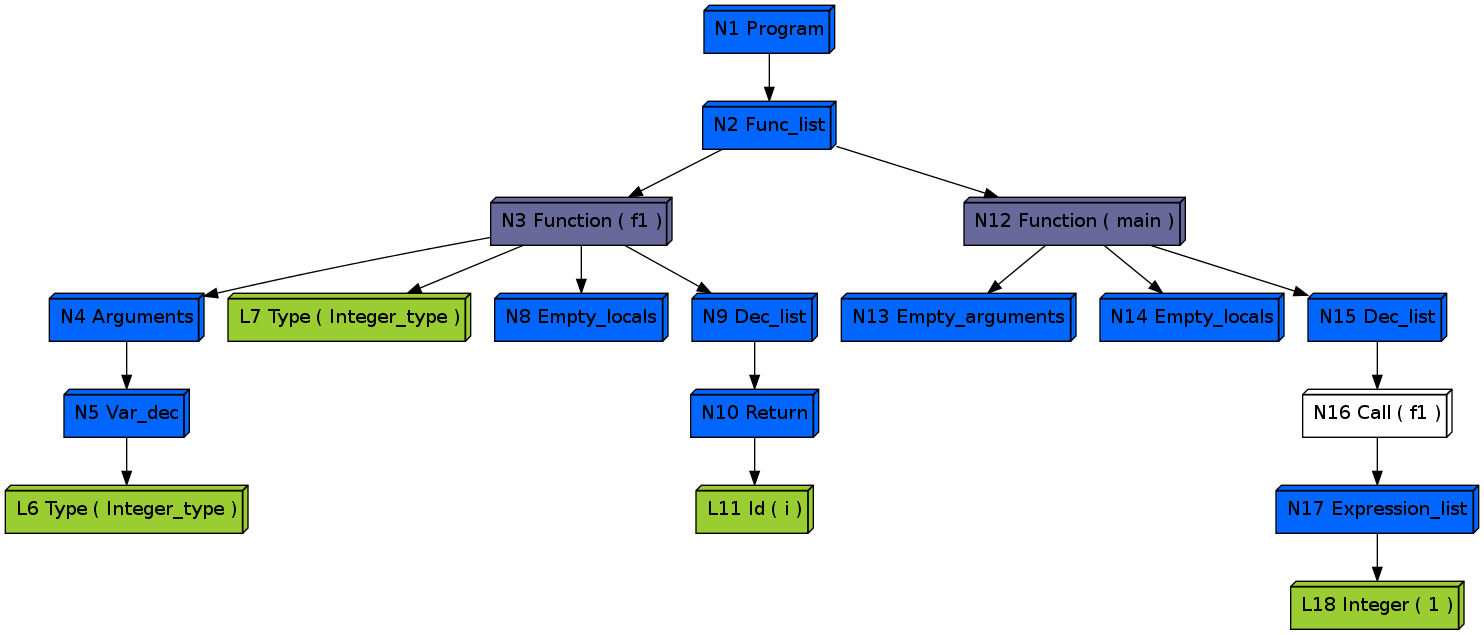 N1 Program
N2 Func_list
N3 Function ( f1 )
N12 Function ( main )
N4 Arguments
L7 Type ( Integer_type )
N8 Empty_locals
N9 Dec_list
N13 Empty_arguments
N14 Empty_locals
N15 Dec_list
N5 Var_dec
N10 Return
N16 Call ( f1 )
L6 Type ( Integer_type )
L11 Id ( i )
N17 Expression_list
L18 Integer ( 1 )